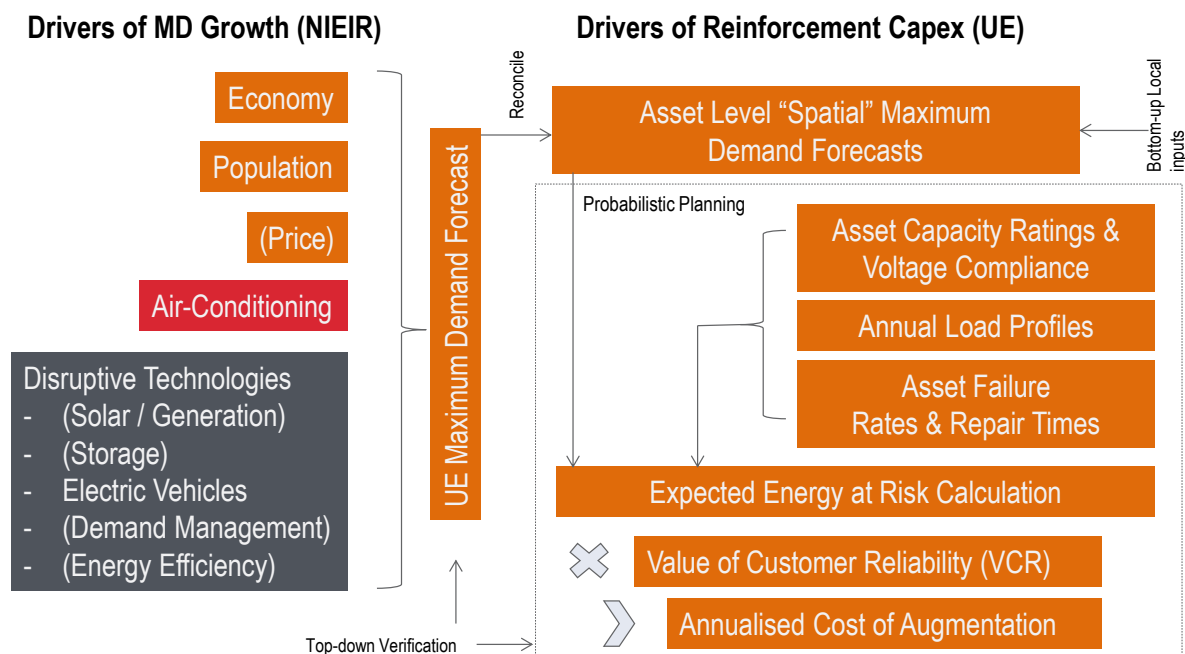 Drivers of MD Growth (NIEIR)
Economy
Population
(Price)
Air-Conditioning
Disruptive Technologies
- (Solar / Generation)
- (Storage)
- Electric Vehicles
- (Demand Management)
- (Energy Efficiency)
UE Maximum Demand Forecast
Top-down Verification
Drivers of Reinforcement Capex (UE)
Reconcile
Asset Level “Spatial” Maximum
Demand Forecasts
Bottom-up Local
inputs
Probabilistic Planning
Asset Capacity Ratings &
Voltage Compliance
Annual Load Profiles
Asset Failure
Rates & Repair Times
Expected Energy at Risk Calculation
Value of Customer Reliability (VCR)
Annualised Cost of Augmentation